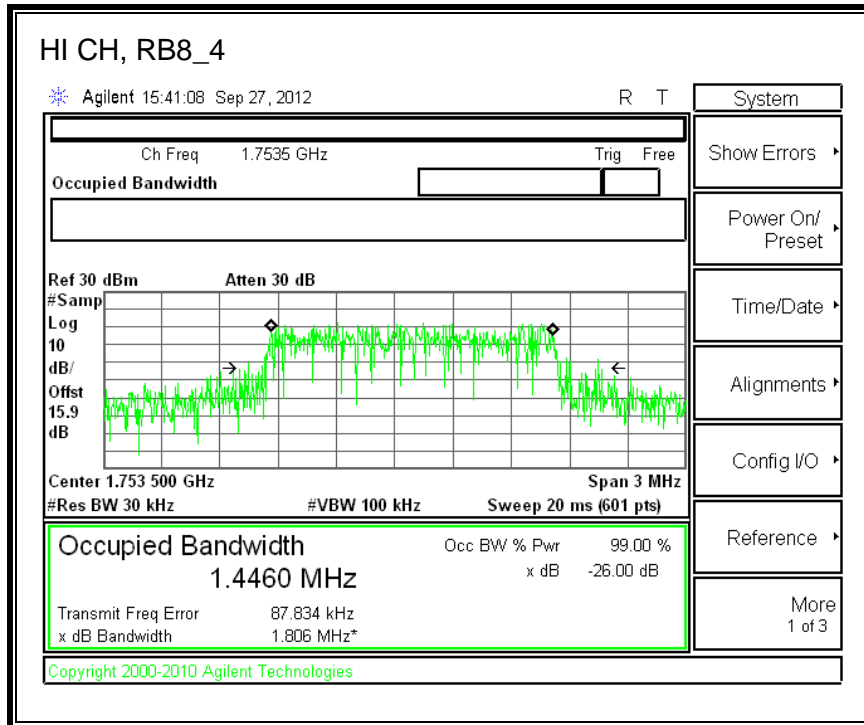 HI CH, RB8_4
Agilent 15:41:08 Sep 27, 2012 R T
System
Ch Freq 1.7535 GHz Trig Free
Show Errors
Occupied Bandwidth
Power On/
Preset
Ref 30 dBm Atten 30 dB
#Samp
Log
10
dB/
Offst
15.9
dB
Time/Date
Alignments
Config I/O
Center 1.753 500 GHz Span 3 MHz
#Res BW 30 kHz #VBW 100 kHz Sweep 20 ms (601 pts)
Occupied Bandwidth Occ BW % Pwr 99.00 %
1.4460 MHz x dB -26.00 dB
Reference
Transmit Freq Error 87.834 kHz
x dB Bandwidth 1.806 MHz*
More
1 of 3
Copyright 2000-2010 Agilent Technologies